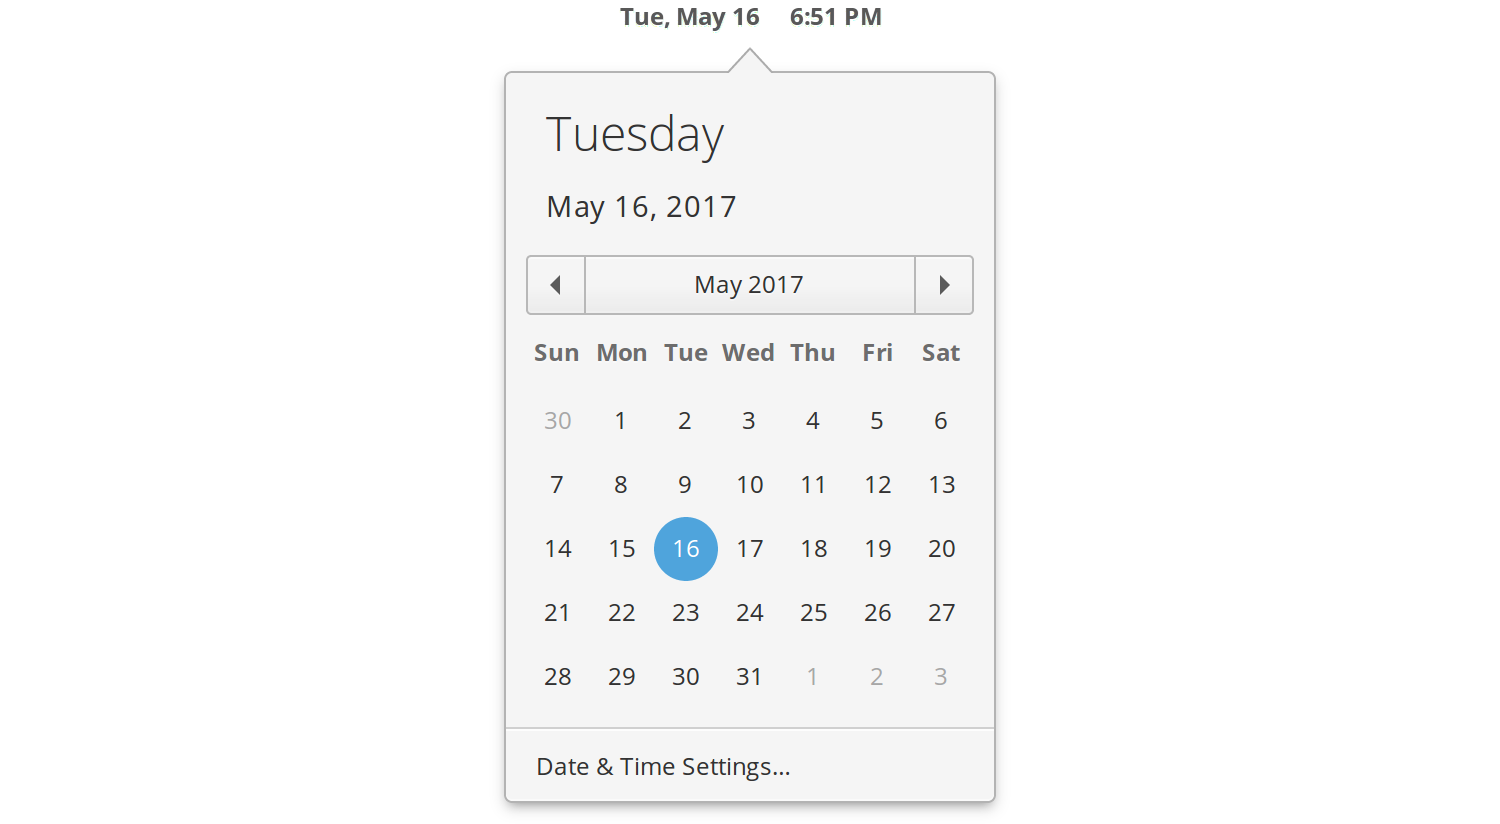 Tue, May 16 6:51 PM
Tuesday
May 16, 2017
May 2017
Sun Mon Tue Wed Thu Fri Sat
30 1 2 3 4 5 6
7 8 9 10 11 12 13
14 15 16 17 18 19 20
21 22 23 24 25 26 27
28 29 30 31 1 2 3
Date & Time Settings…